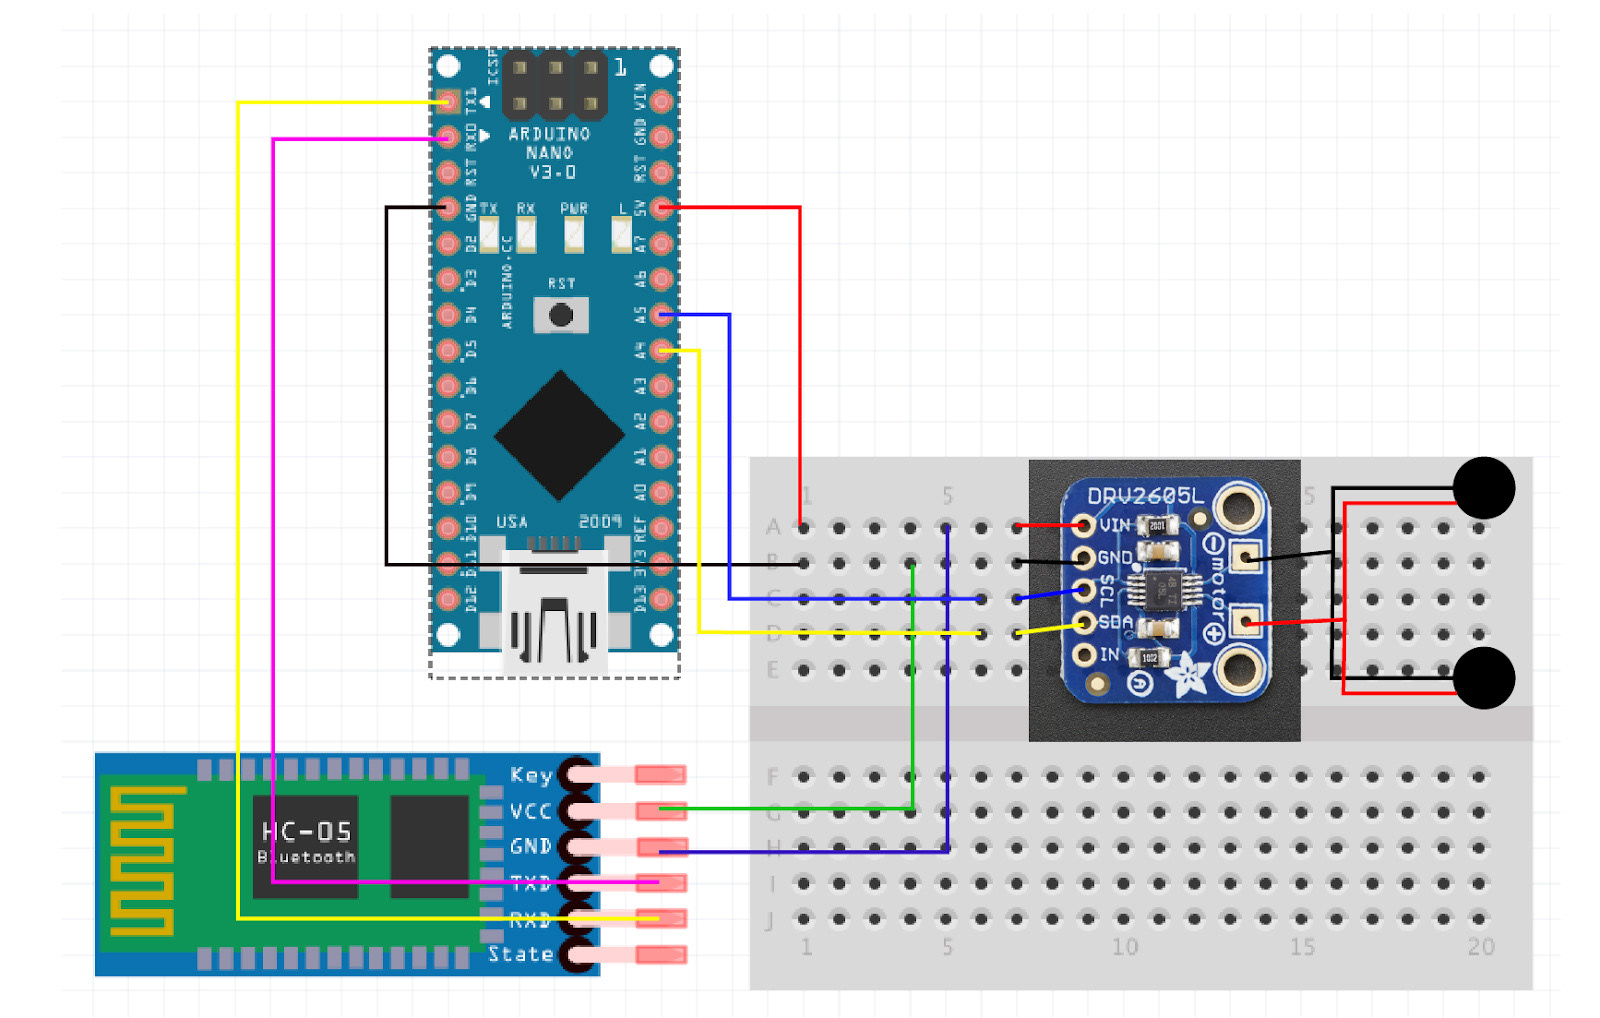 ICSP
1
TX1
RX0
RST
GND
D2
D3
D4
D5
D6
D7
D8
D9
D10
D11
D12
ARDUINO
NANO
V3.0
TX RX PWR L
ARDUINO.CC
RST
USA 2009
VIN
GND
RST
5V
A7
A6
A5
A4
A3
A2
A1
A0
REF
3V3
D13
1 5 5
A
B
C
D
E
DRV2605L
VIN
GND
SCL
SDA
IN
motor
2001
1002
A
F
G
H
I
J
1 5 10 15 20
HC-05
Bluetooth
Key
VCC
GND
TXD
RXD
State